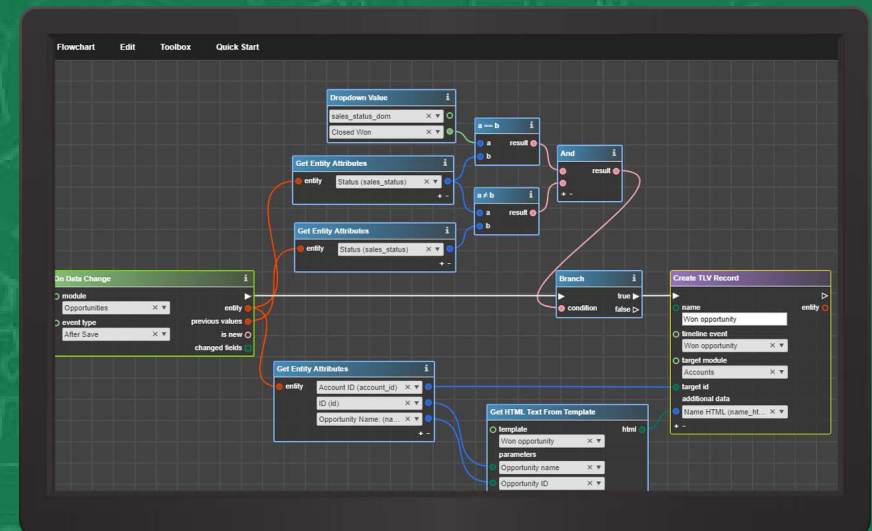 Flowchart Edit Toolbox Quick Start
Dropdown Value i
sales_status_dom
Closed Won
a == b i
a result
b
And i
result
Get Entity Attributes i
entity Status (sales_status)
+ -
a ≠ b i
a result
b
Get Entity Attributes i
entity Status (sales_status)
+ -
On Data Change i
module
Opportunities entity
event type previous values
After Save is new
changed fields
Branch i
true
condition false
Create TLV Record
name entity
Won opportunity
timeline event
Won opportunity
target module
Accounts
target id
additional data
Name HTML (name_ht...
+ -
Get Entity Attributes i
entity Account ID (account_id)
ID (id)
Opportunity Name: (na...
+ -
Get HTML Text From Template
template html
Won opportunity
parameters
Opportunity name
Opportunity ID